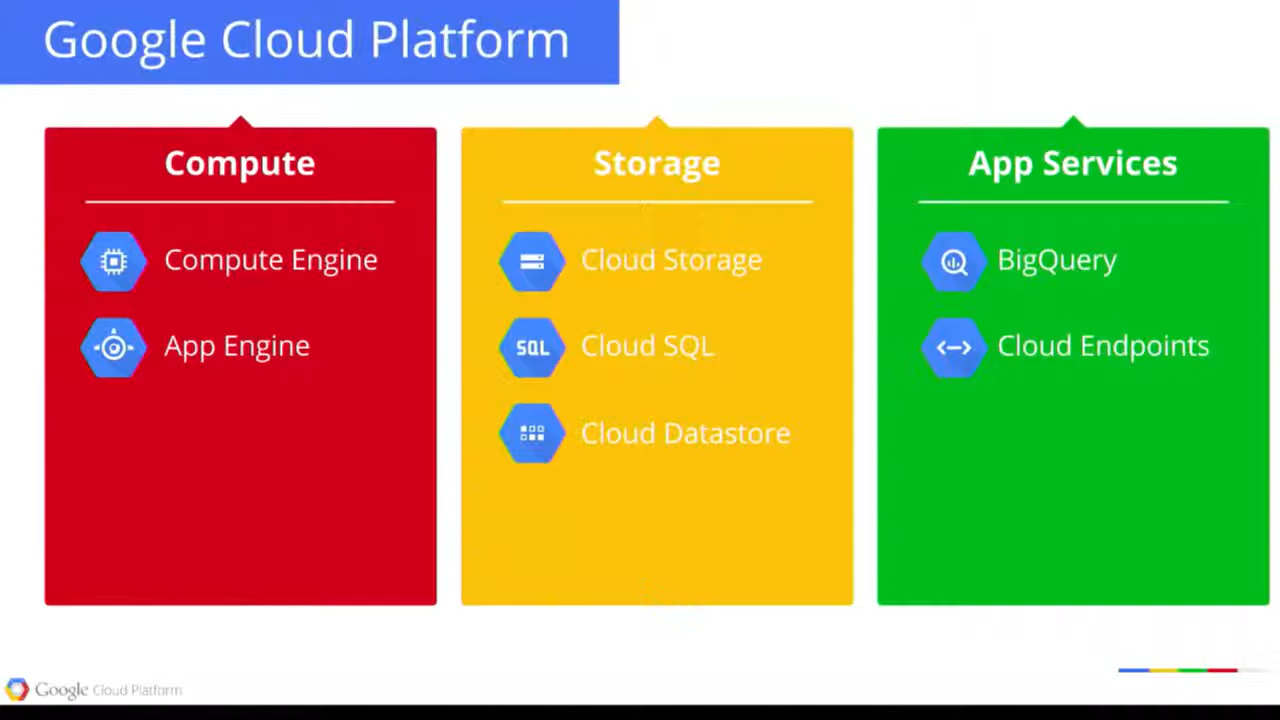 Google Cloud Platform
Compute
Compute Engine
App Engine
Storage
Cloud Storage
SQL
Cloud SQL
Cloud Datastore
App Services
BigQuery
Cloud Endpoints
Google Cloud Platform